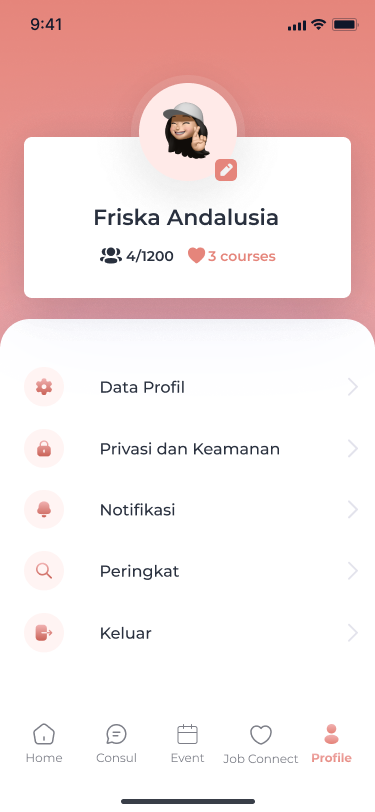 9:41
Friska Andalusia
4/1200 3 courses
Data Profil
Privasi dan Keamanan
Notifikasi
Peringkat
Keluar
Home Consul Event Job Connect Profile